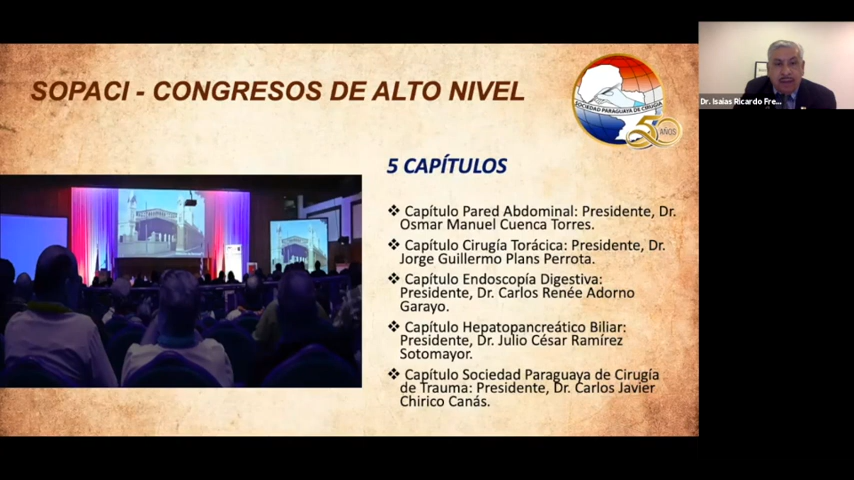 SOPACI - CONGRESOS DE ALTO NIVEL
SOCIEDAD PARAGUAYA DE CIRUGÍA
50 AÑOS
Dr. Isaias Ricardo Fre...
5 CAPÍTULOS
❖ Capítulo Pared Abdominal: Presidente, Dr.
Osmar Manuel Cuenca Torres.
❖ Capítulo Cirugía Torácica: Presidente, Dr.
Jorge Guillermo Plans Perrota.
❖ Capítulo Endoscopía Digestiva:
Presidente, Dr. Carlos Renée Adorno
Garayo.
❖ Capítulo Hepatopancreático Biliar:
Presidente, Dr. Julio César Ramírez
Sotomayor.
❖ Capítulo Sociedad Paraguaya de Cirugía
de Trauma: Presidente, Dr. Carlos Javier
Chirico Canás.